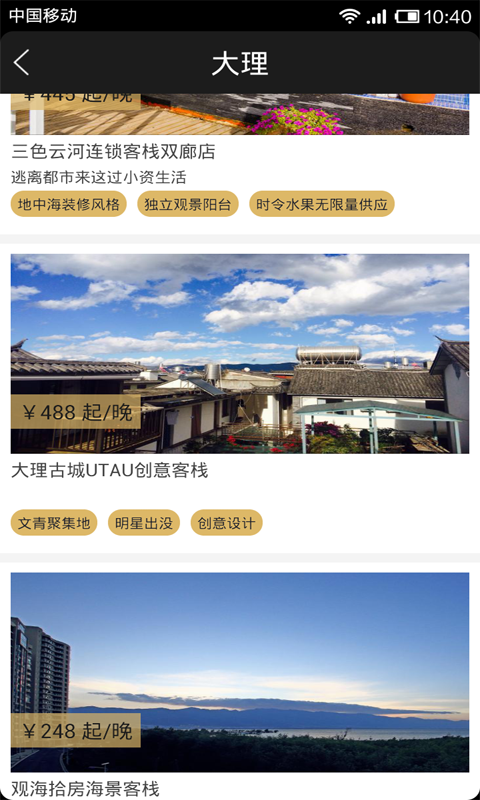 中国移动
10:40
大理
￥445 起/晚
三色云河连锁客栈双廊店
逃离都市来这过小资生活
地中海装修风格 独立观景阳台 时令水果无限量供应
￥488 起/晚
大理古城UTAU创意客栈
文青聚集地 明星出没 创意设计
￥248 起/晚
观海拾房海景客栈